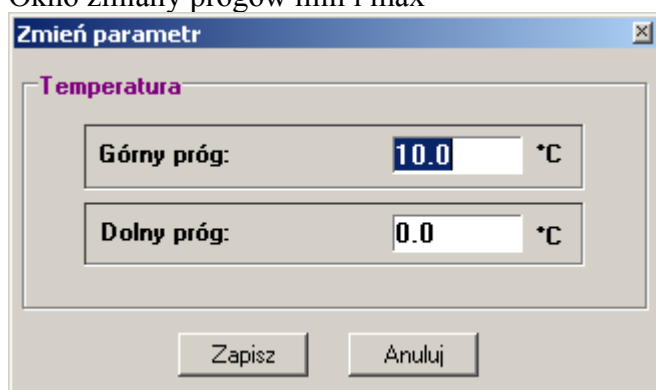 Okno zmiany progów min i max
Zmień parametr
Temperatura
Górny próg: 10.0 °C
Dolny próg: 0.0 °C
Zapisz Anuluj